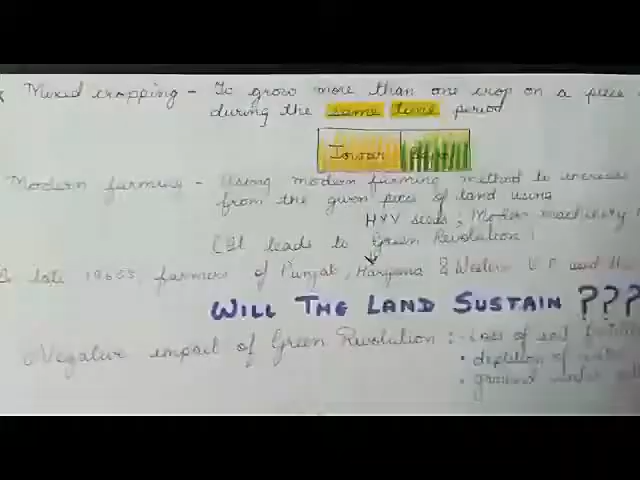 Mixed cropping - To grow more than one crop on a piece
during the same time period
Jowar
Modern farming - Using modern farming method to increase
from the given piece of land using
HYV seeds, Modern machinery
(It leads to Green Revolution)
late 1960s, farmers of Punjab, Haryana & Western U.P and
WILL THE LAND SUSTAIN ???
Negative impact of Green Revolution : - Loss of soil
• depletion of water
• ground water